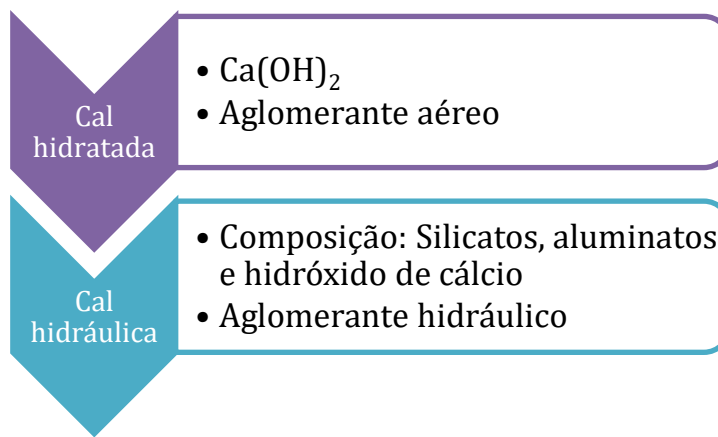 Cal
hidratada
• Ca(OH)₂
• Aglomerante aéreo
Cal
hidráulica
• Composição: Silicatos, aluminatos
e hidróxido de cálcio
• Aglomerante hidráulico